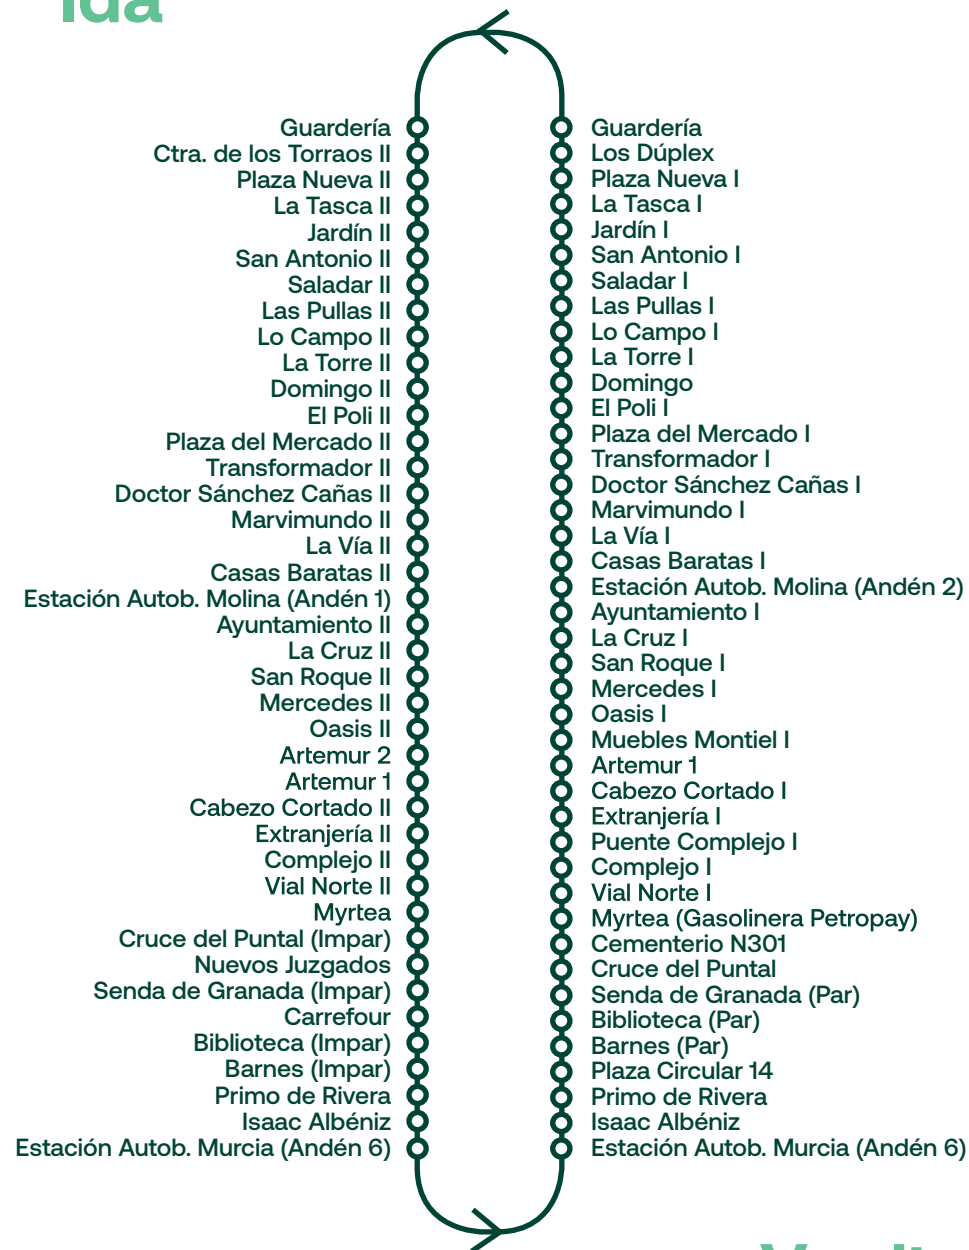 Ida
Guardería
Ctra. de los Torraos II
Plaza Nueva II
La Tasca II
Jardín II
San Antonio II
Saladar II
Las Pullas II
Lo Campo II
La Torre II
Domingo II
El Poli II
Plaza del Mercado II
Transformador II
Doctor Sánchez Cañas II
Marvimundo II
La Vía II
Casas Baratas II
Estación Autob. Molina (Andén 1)
Ayuntamiento II
La Cruz II
San Roque II
Mercedes II
Oasis II
Artemur 2
Artemur 1
Cabezo Cortado II
Extranjería II
Complejo II
Vial Norte II
Myrtea
Cruce del Puntal (Impar)
Nuevos Juzgados
Senda de Granada (Impar)
Carrefour
Biblioteca (Impar)
Barnes (Impar)
Primo de Rivera
Isaac Albéniz
Estación Autob. Murcia (Andén 6)
Guardería
Los Dúplex
Plaza Nueva I
La Tasca I
Jardín I
San Antonio I
Saladar I
Las Pullas I
Lo Campo I
La Torre I
Domingo
El Poli I
Plaza del Mercado I
Transformador I
Doctor Sánchez Cañas I
Marvimundo I
La Vía I
Casas Baratas I
Estación Autob. Molina (Andén 2)
Ayuntamiento I
La Cruz I
San Roque I
Mercedes I
Oasis I
Muebles Montiel I
Artemur 1
Cabezo Cortado I
Extranjería I
Puente Complejo I
Complejo I
Vial Norte I
Myrtea (Gasolinera Petropay)
Cementerio N301
Cruce del Puntal
Senda de Granada (Par)
Biblioteca (Par)
Barnes (Par)
Plaza Circular 14
Primo de Rivera
Isaac Albéniz
Estación Autob. Murcia (Andén 6)